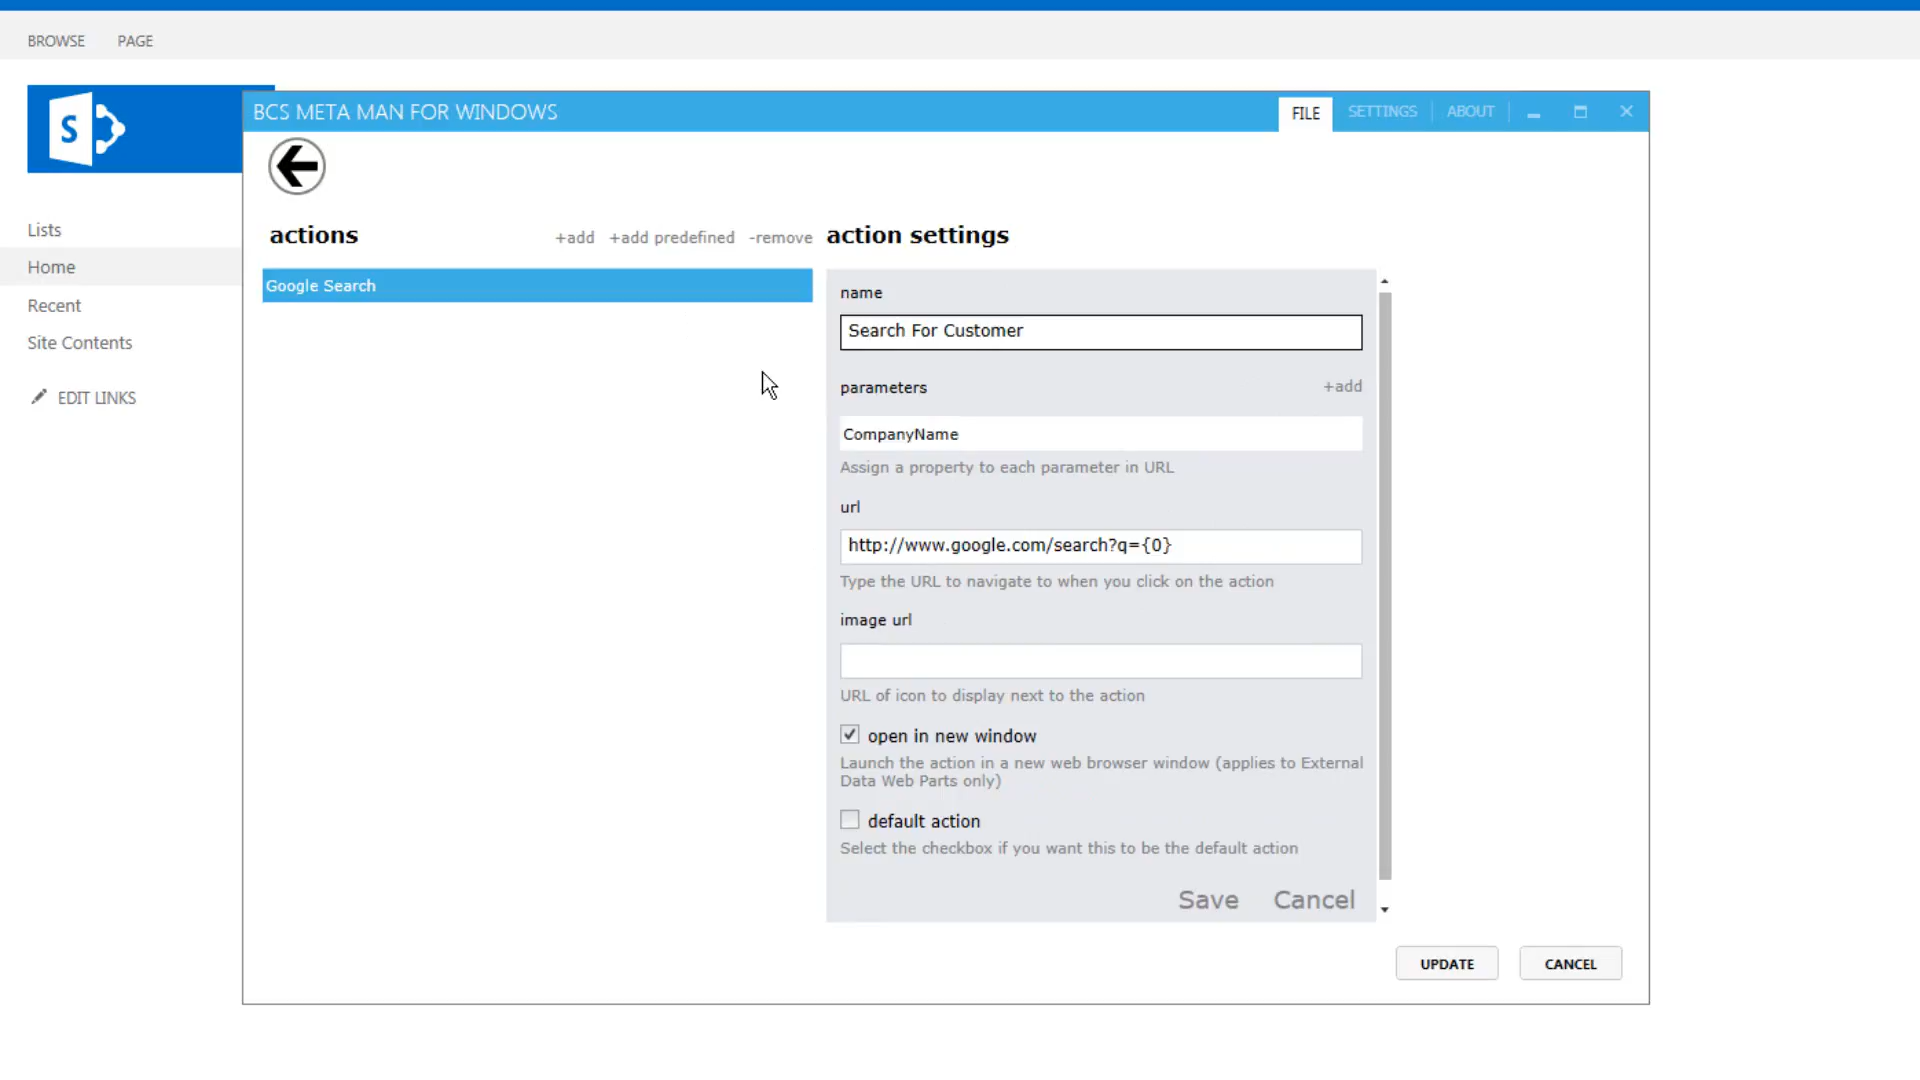 BROWSE PAGE
S
BCS META MAN FOR WINDOWS
FILE SETTINGS ABOUT
Lists
Home
Recent
Site Contents
EDIT LINKS
actions +add +add predefined -remove
Google Search
action settings
name
Search For Customer
parameters +add
CompanyName
Assign a property to each parameter in URL
url
http://www.google.com/search?q={0}
Type the URL to navigate to when you click on the action
image url
URL of icon to display next to the action
open in new window
Launch the action in a new web browser window (applies to External
Data Web Parts only)
default action
Select the checkbox if you want this to be the default action
Save Cancel
UPDATE CANCEL